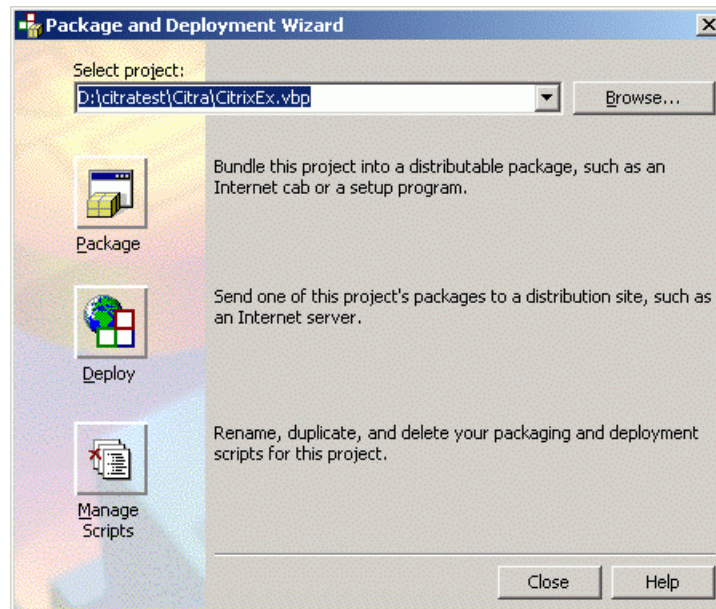 Package and Deployment Wizard
Select project:
D:\citratest\Citra\CitrixEx.vbp
Browse...
Bundle this project into a distributable package, such as an
Internet cab or a setup program.
Package
Send one of this project's packages to a distribution site, such as
an Internet server.
Deploy
Rename, duplicate, and delete your packaging and deployment
scripts for this project.
Manage
Scripts
Close
Help